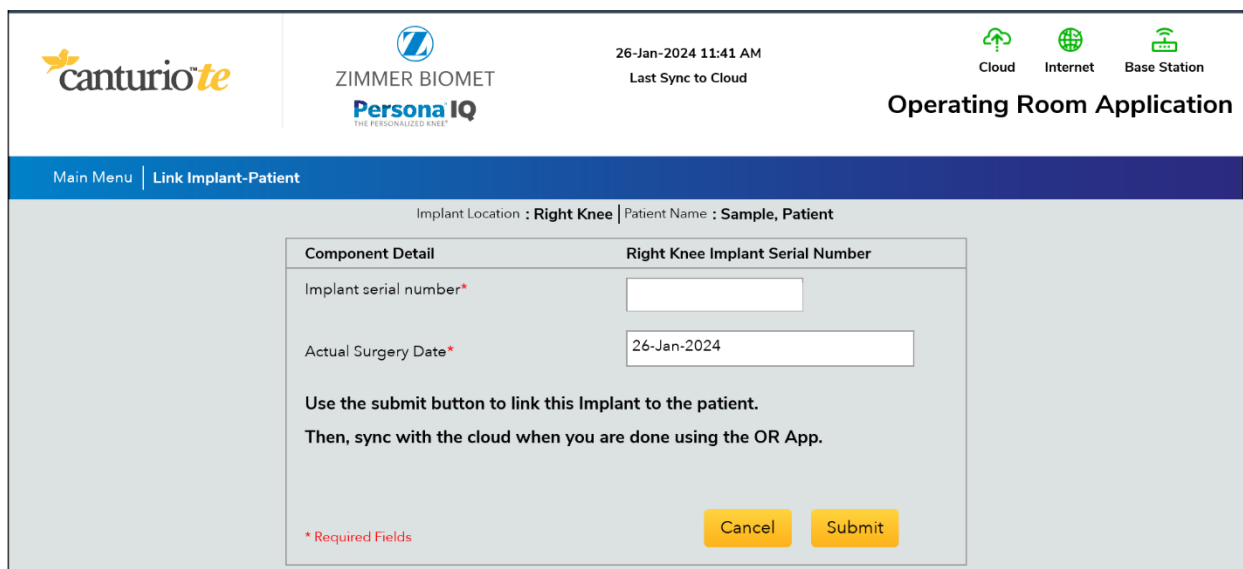 canturio™te
ZIMMER BIOMET
Persona IQ
THE PERSONALIZED KNEE®
26-Jan-2024 11:41 AM
Last Sync to Cloud
Cloud Internet Base Station
Operating Room Application
Main Menu | Link Implant-Patient
Implant Location : Right Knee | Patient Name : Sample, Patient
Component Detail Right Knee Implant Serial Number
Implant serial number*
Actual Surgery Date* 26-Jan-2024
Use the submit button to link this Implant to the patient.
Then, sync with the cloud when you are done using the OR App.
* Required Fields Cancel Submit